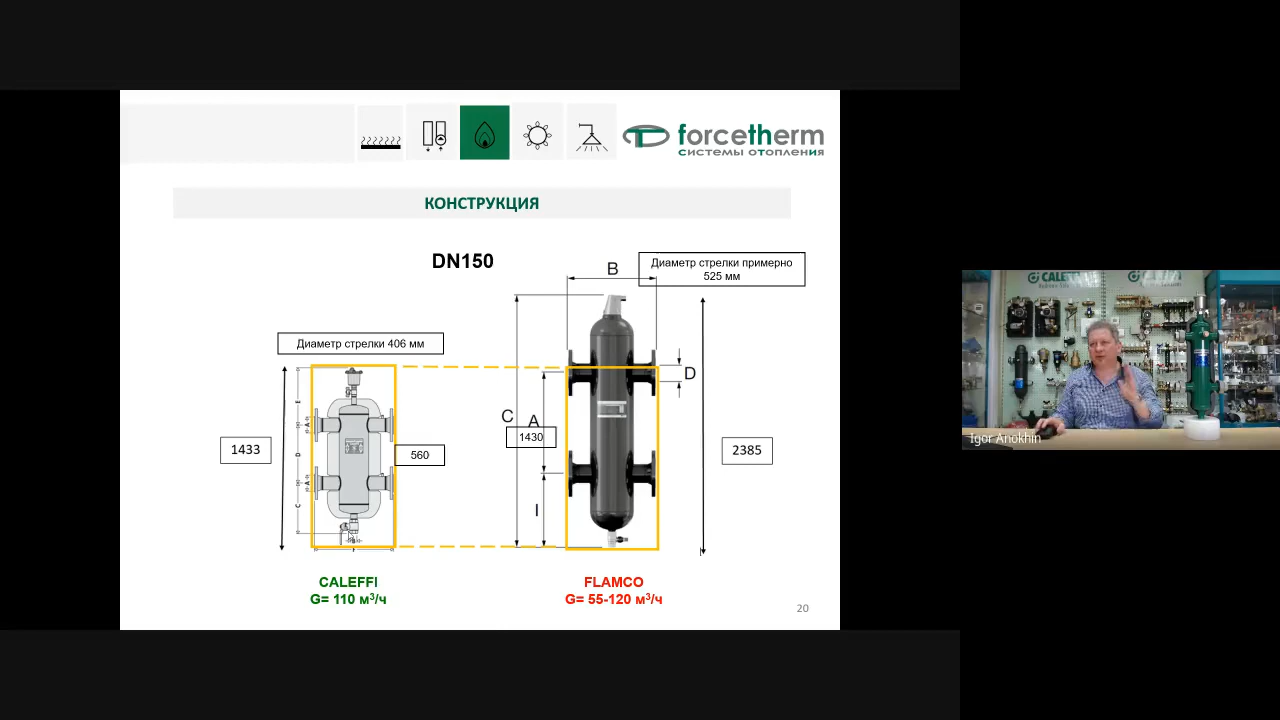 forcetherm
системы отопления
КОНСТРУКЦИЯ
DN150
Диаметр стрелки примерно
525 мм
Диаметр стрелки 406 мм
B
D
C
A
1430
I
1433
560
2385
E
A
D
A
C
CALEFFI
G= 110 м³/ч
FLAMCO
G= 55-120 м³/ч
20
CALEFFI
Igor Anokhin